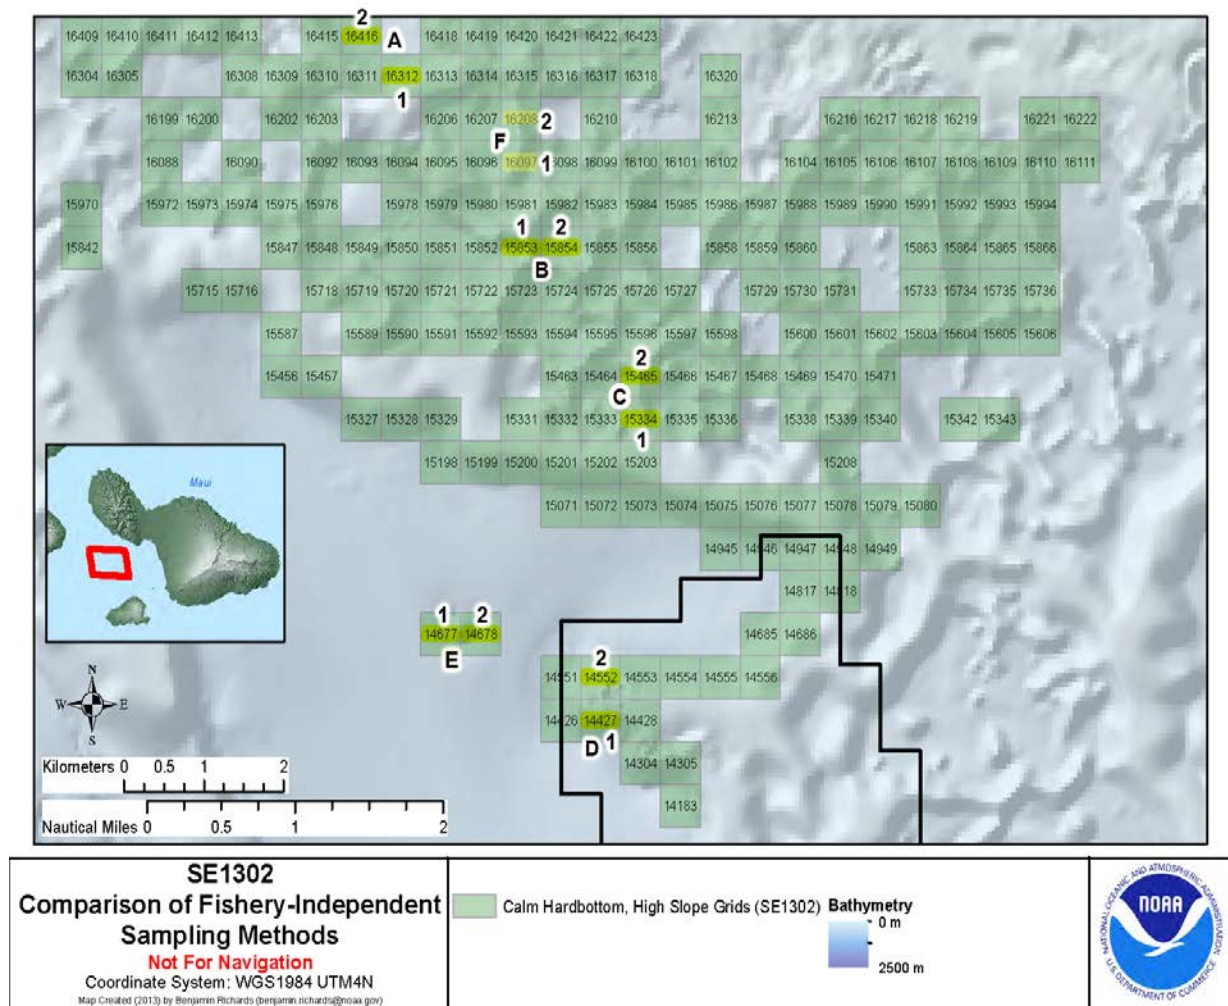 2
16409 16410 16411 16412 16413 16415 16416 A 16418 16419 16420 16421 16422 16423
16304 16305 16308 16309 16310 16311 16312 16313 16314 16315 16316 16317 16318 16320
1
16199 16200 16202 16203 16206 16207 16208 2 16210 16213 16216 16217 16218 16219 16221 16222
F
16088 16090 16092 16093 16094 16095 16096 16097 1 16098 16099 16100 16101 16102 16104 16105 16106 16107 16108 16109 16110 16111
15970 15972 15973 15974 15975 15976 15978 15979 15980 15981 15982 15983 15984 15985 15986 15987 15988 15989 15990 15991 15992 15993 15994
1 2
15842 15847 15848 15849 15850 15851 15852 15853 15854 15855 15856 15858 15859 15860 15863 15864 15865 15866
B
15715 15716 15718 15719 15720 15721 15722 15723 15724 15725 15726 15727 15729 15730 15731 15733 15734 15735 15736
15587 15589 15590 15591 15592 15593 15594 15595 15596 15597 15598 15600 15601 15602 15603 15604 15605 15606
2
15456 15457 15463 15464 15465 15466 15467 15468 15469 15470 15471
C
15327 15328 15329 15331 15332 15333 15334 15335 15336 15338 15339 15340 15342 15343
1
15198 15199 15200 15201 15202 15203 15208
15071 15072 15073 15074 15075 15076 15077 15078 15079 15080
14945 14946 14947 14948 14949
14817 14818
1 2
14677 14678 14685 14686
E
2
14551 14552 14553 14554 14555 14556
14426 14427 14428
D 1
14304 14305
14183
Maui
N
W E
S
Kilometers 0 0.5 1 2
Nautical Miles 0 0.5 1 2
SE1302
Comparison of Fishery-Independent
Sampling Methods
Not For Navigation
Coordinate System: WGS1984 UTM4N
Map Created (2013) by Benjamin Richards (benjamin.richards@noaa.gov)
Calm Hardbottom, High Slope Grids (SE1302)
Bathymetry
0 m
2500 m
NATIONAL OCEANIC AND ATMOSPHERIC ADMINISTRATION
NOAA
U.S. DEPARTMENT OF COMMERCE